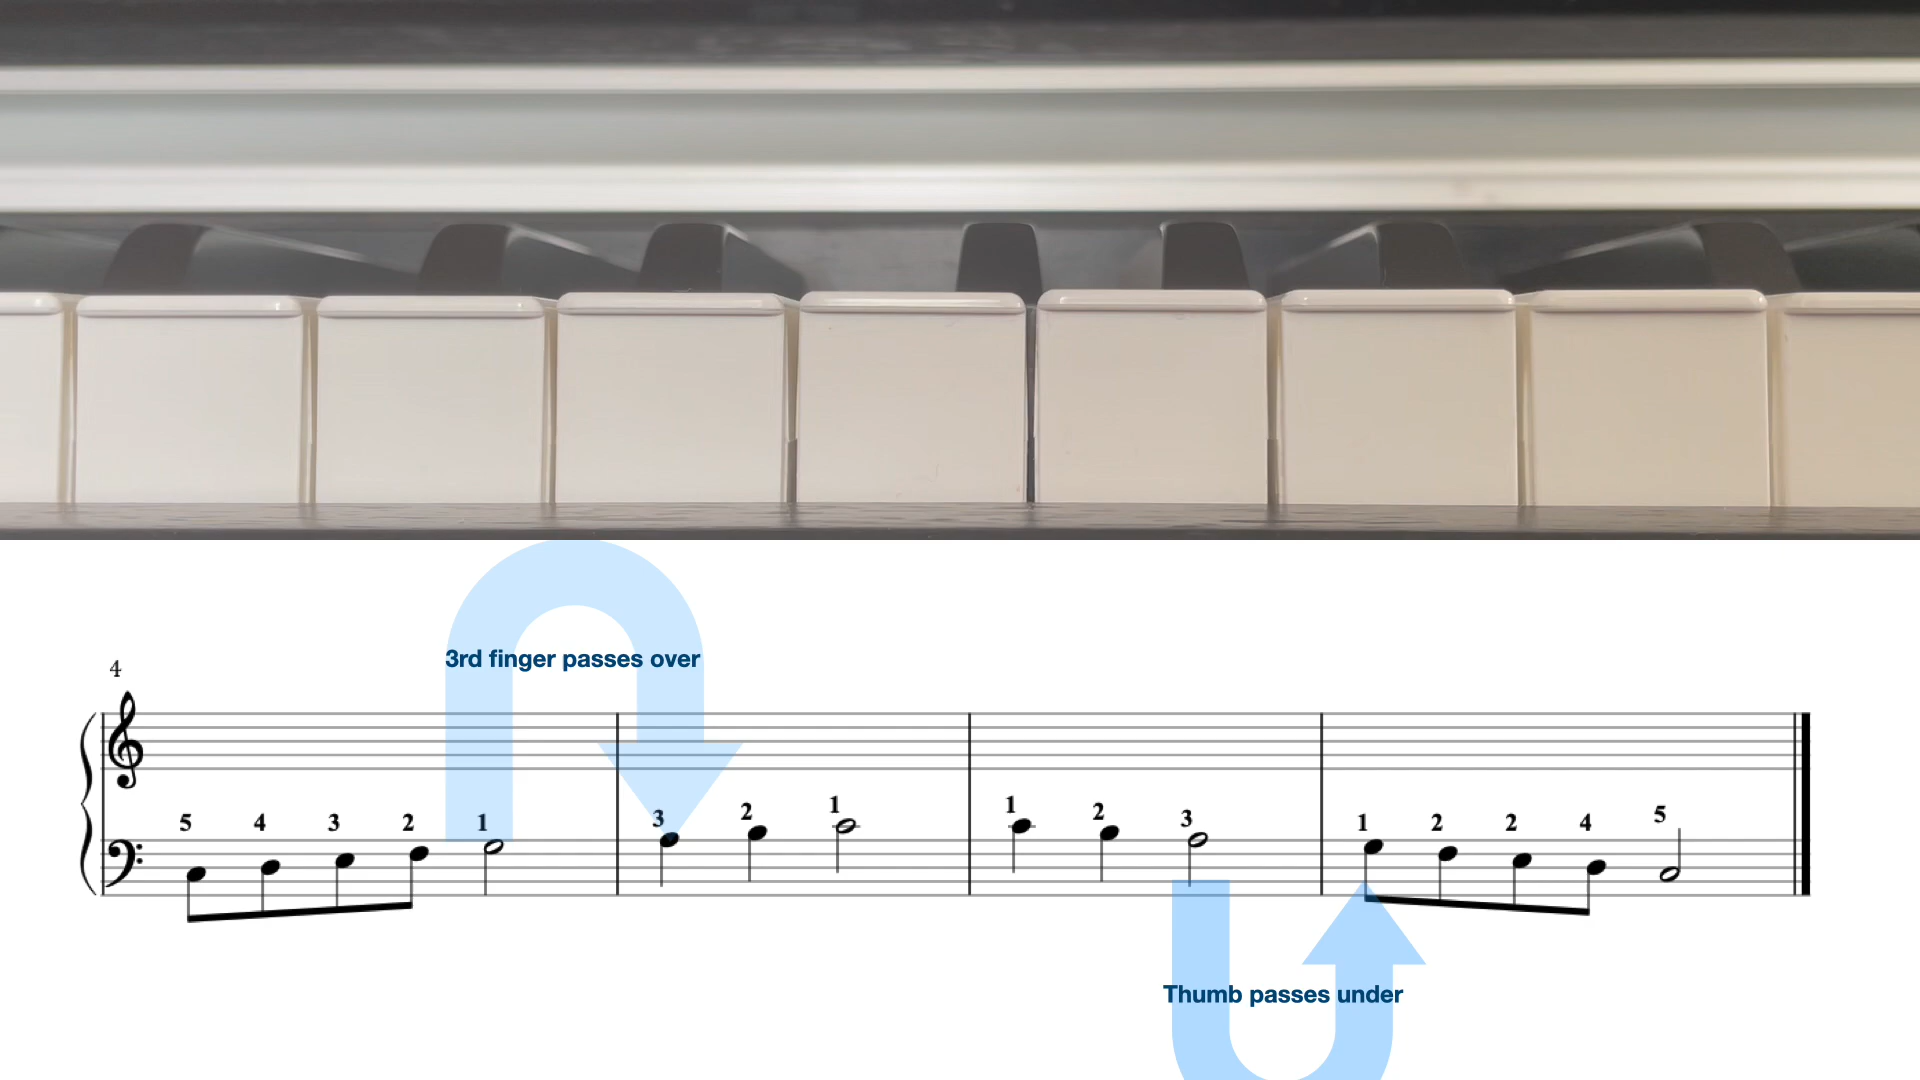 3rd finger passes over
4
5 4 3 2 1 3 2 1 1 2 3 1 2 2 4 5
Thumb passes under